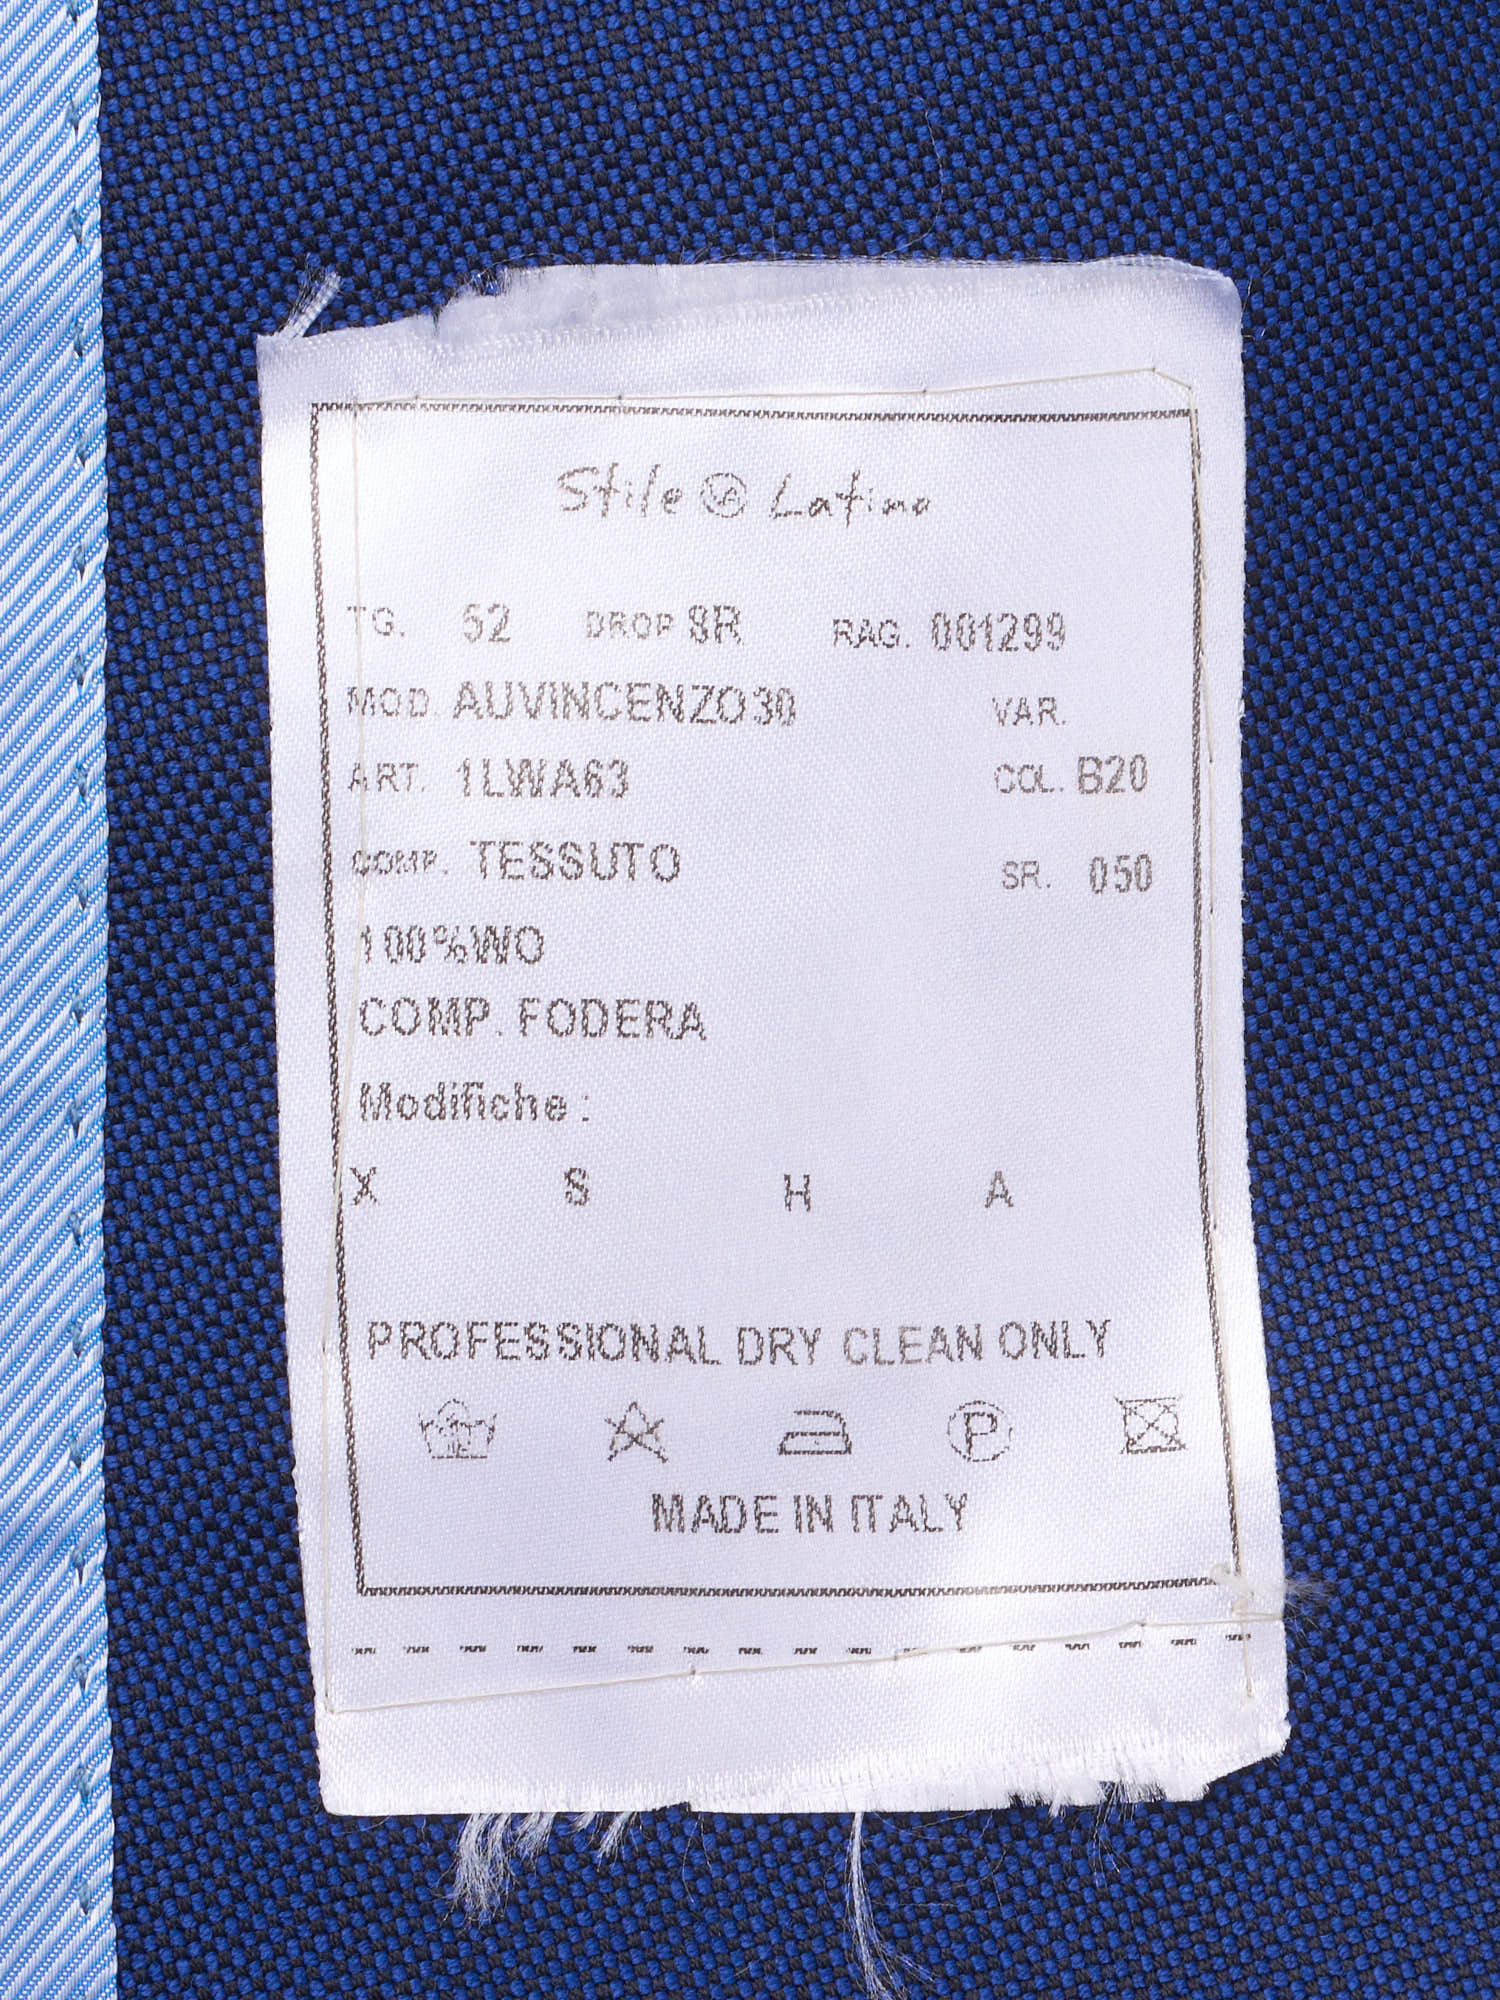 Stile Latino
TG. 52 DROP 8R RAG. 001299
MOD. AUVINCENZO30 VAR.
ART. 1LWA63 COL. B20
COMP. TESSUTO SR. 050
100%WO
COMP. FODERA
Modifiche :
X S H A
PROFESSIONAL DRY CLEAN ONLY
P
MADE IN ITALY